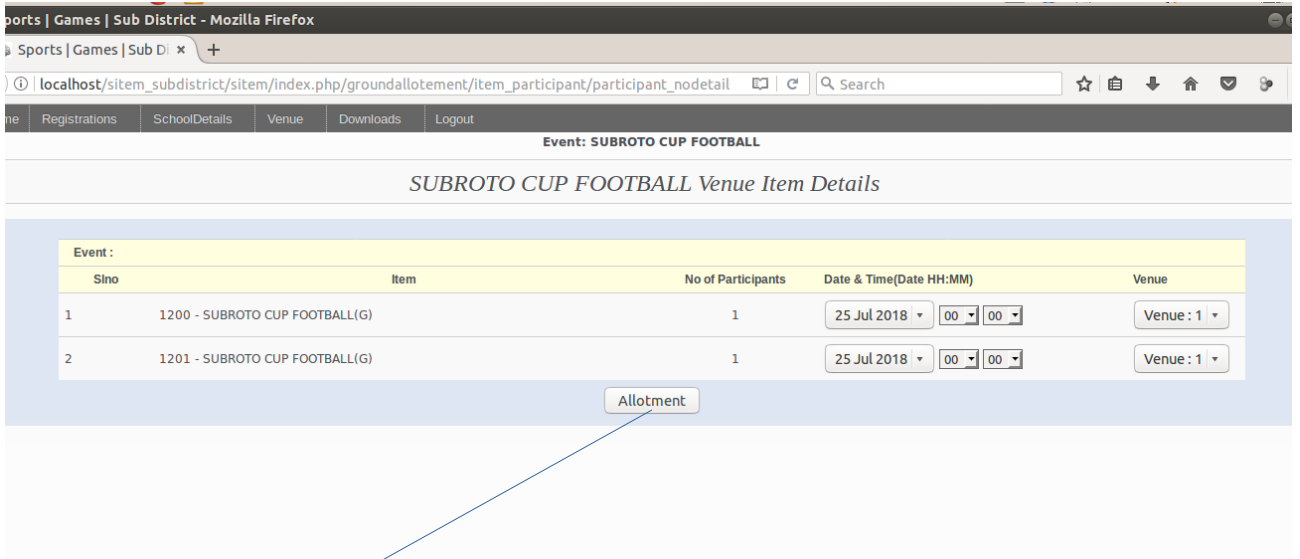 ports | Games | Sub District - Mozilla Firefox
Sports | Games | Sub Di × +
localhost/sitem_subdistrict/sitem/index.php/groundallotement/item_participant/participant_nodetail Search
me Registrations SchoolDetails Venue Downloads Logout
Event: SUBROTO CUP FOOTBALL
SUBROTO CUP FOOTBALL Venue Item Details
Event :
Slno Item No of Participants Date & Time(Date HH:MM) Venue
1 1200 - SUBROTO CUP FOOTBALL(G) 1 25 Jul 2018 00 00 Venue : 1
2 1201 - SUBROTO CUP FOOTBALL(G) 1 25 Jul 2018 00 00 Venue : 1
Allotment